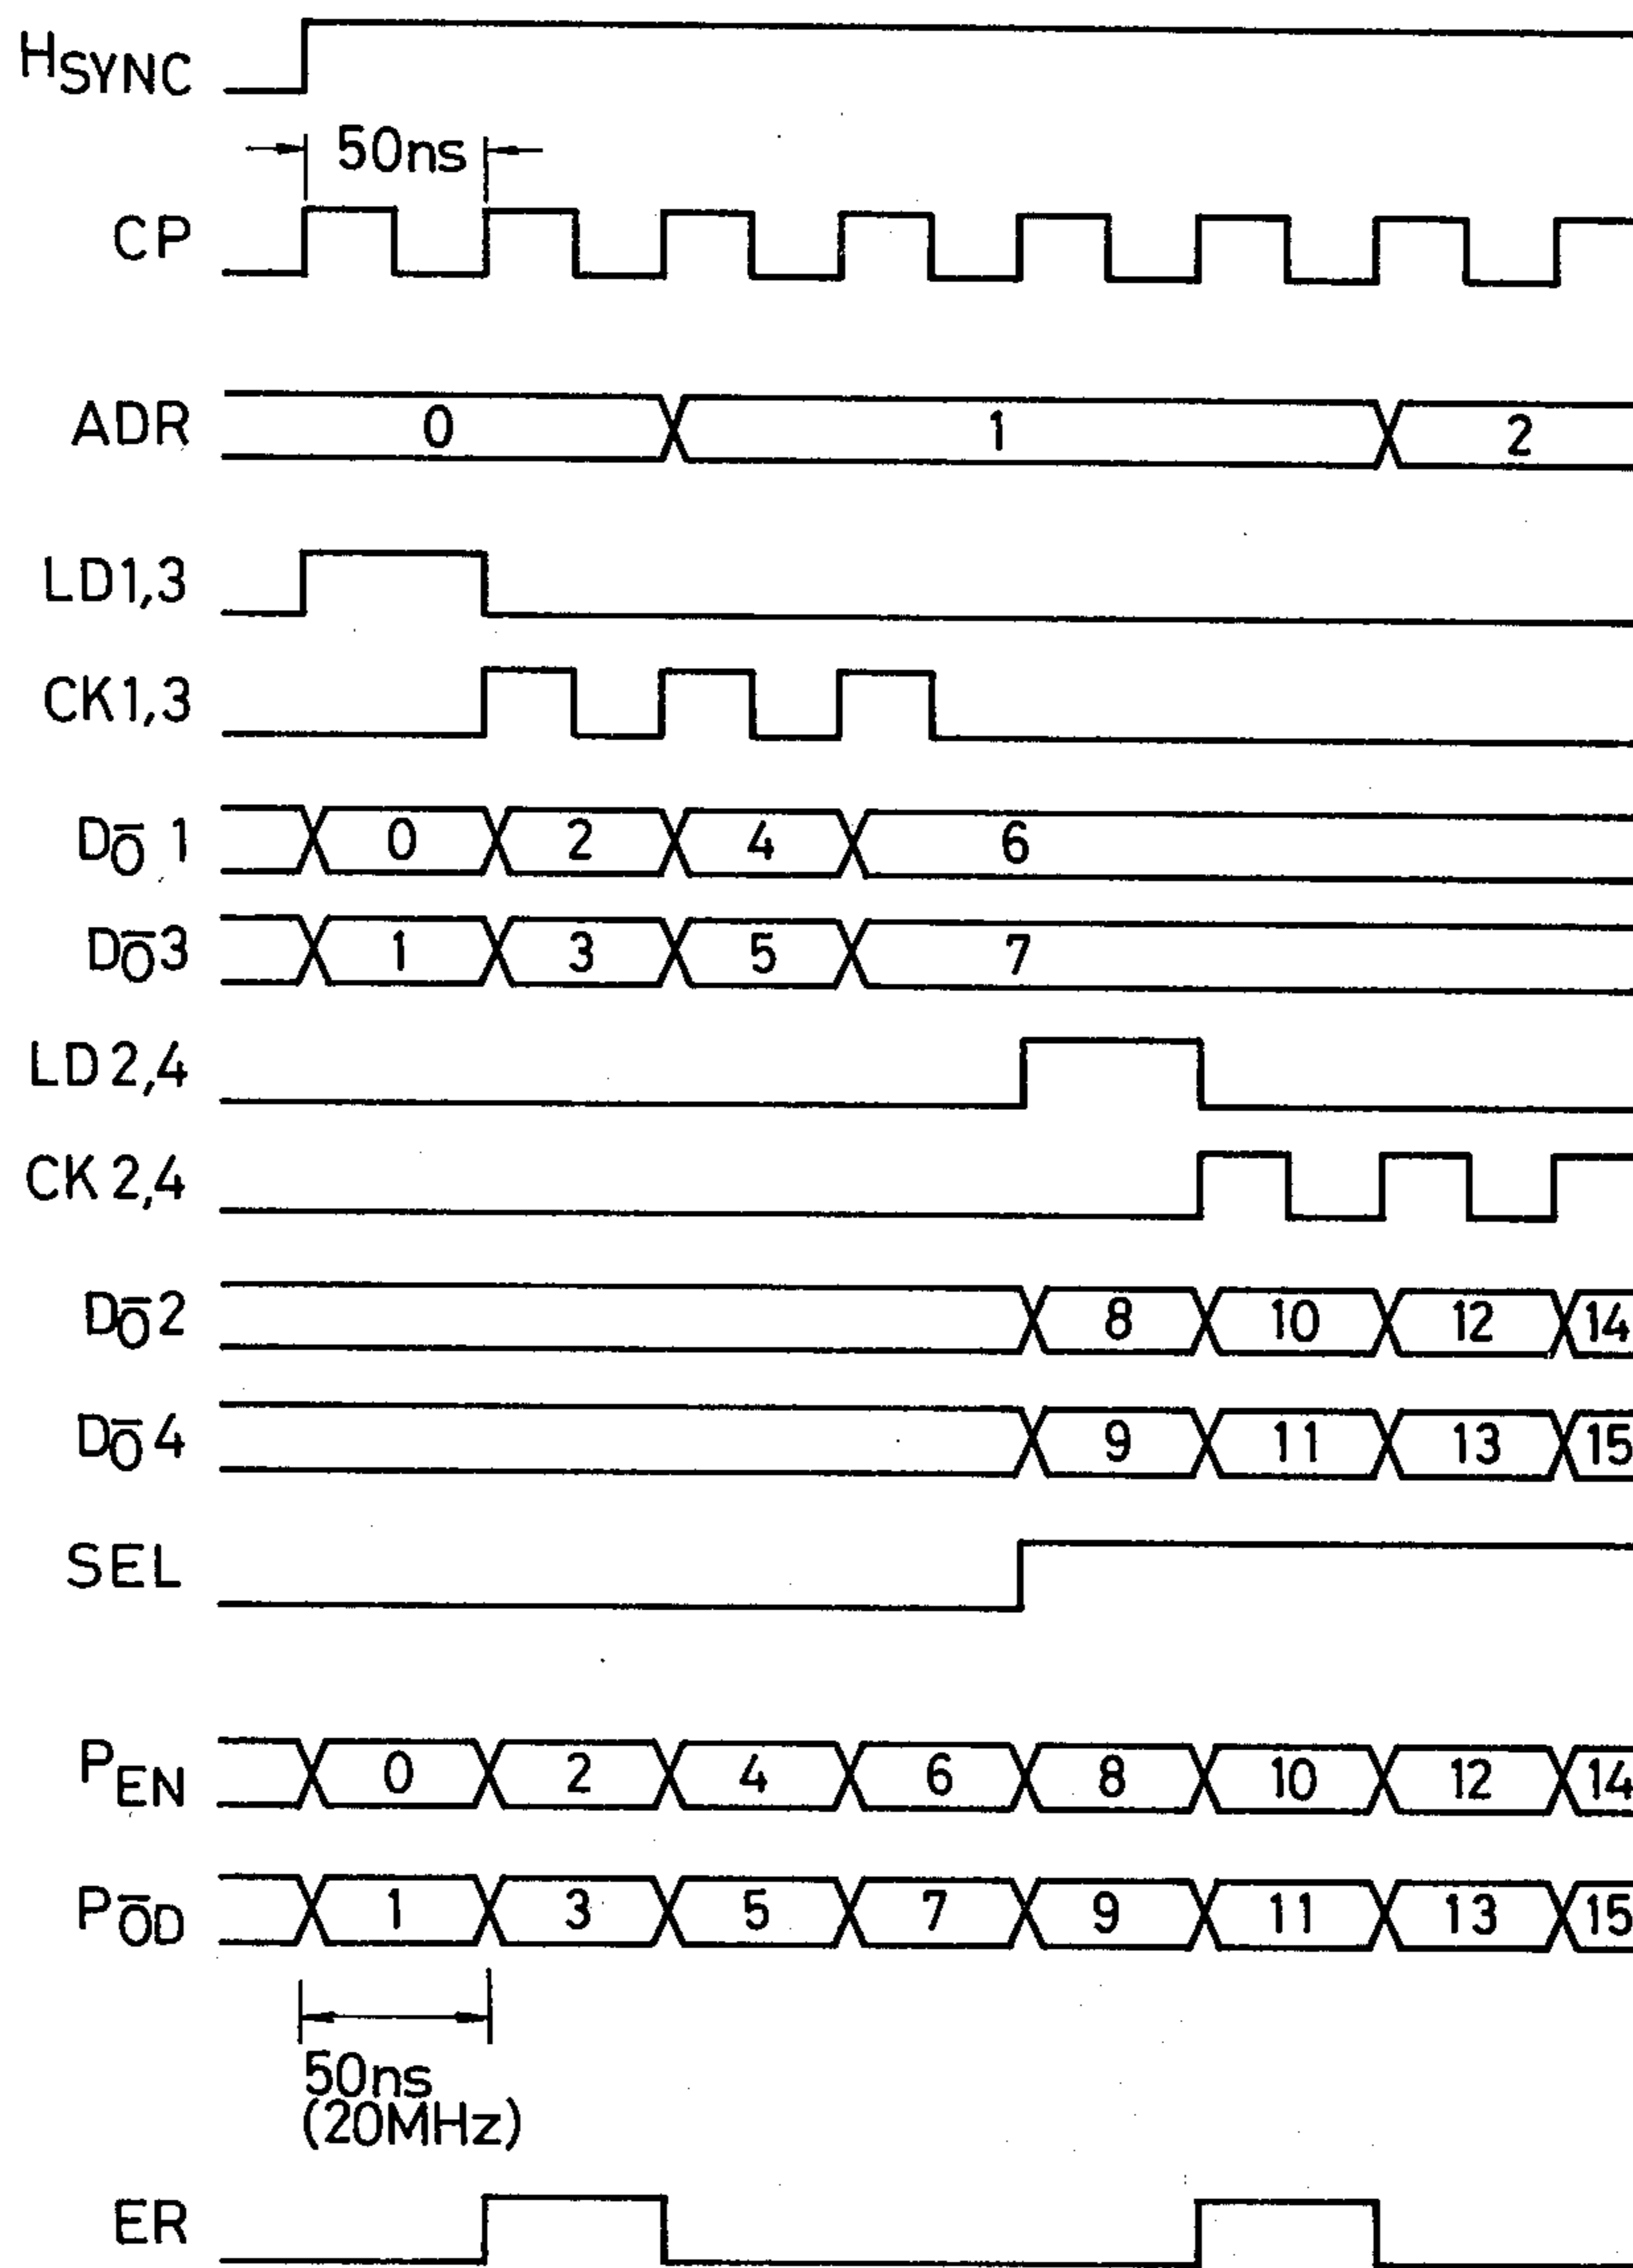 HSYNC
50ns
CP
ADR 0 1 2
LD1,3
CK1,3
DŌ1 0 2 4 6
DŌ3 1 3 5 7
LD2,4
CK2,4
DŌ2 8 10 12 14
DŌ4 9 11 13 15
SEL
PEN 0 2 4 6 8 10 12 14
PŌD 1 3 5 7 9 11 13 15
50ns
(20MHz)
ER